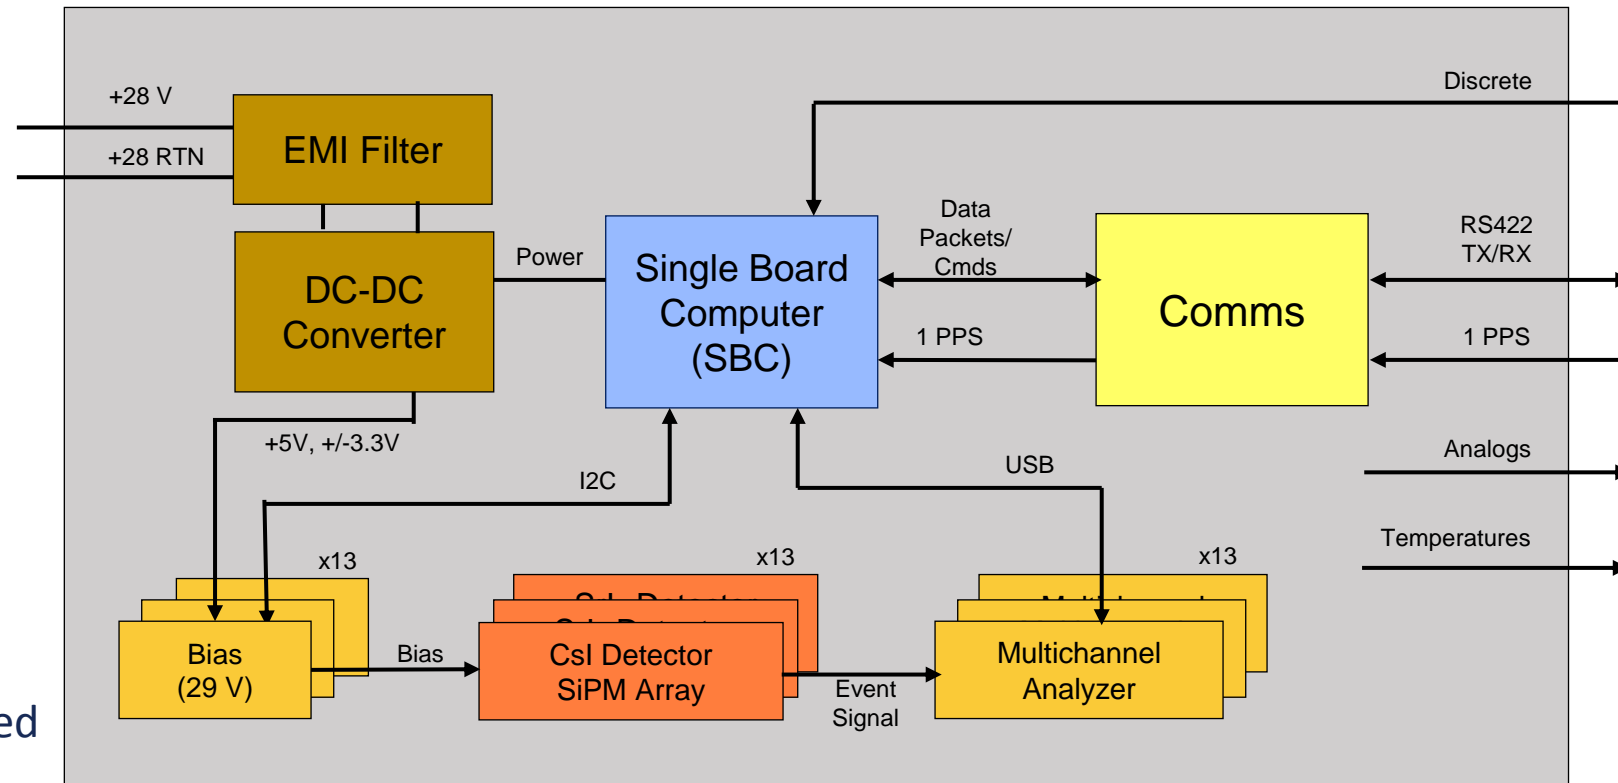 +28 V
+28 RTN
EMI Filter
Discrete
DC-DC
Converter
Power
Single Board
Computer
(SBC)
Data
Packets/
Cmds
1 PPS
Comms
RS422
TX/RX
1 PPS
+5V, +/-3.3V
I2C
USB
Analogs
Temperatures
x13
Bias
(29 V)
Bias
x13
CsI Detector
SiPM Array
Event
Signal
x13
Multichannel
Analyzer
ed